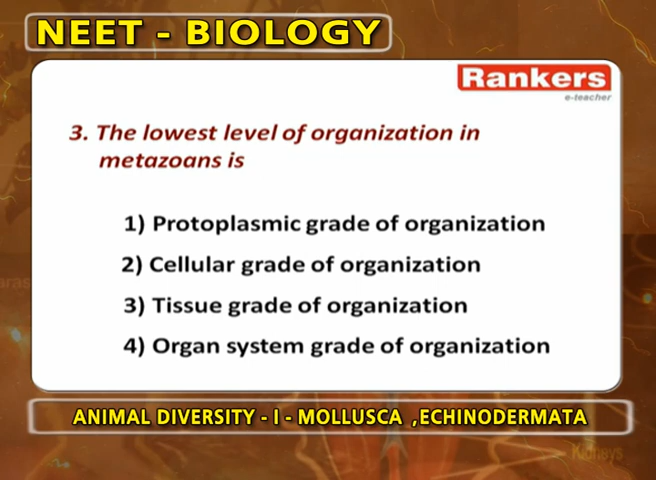 NEET - BIOLOGY
Rankers
e-teacher
3. The lowest level of organization in
metazoans is
1) Protoplasmic grade of organization
2) Cellular grade of organization
3) Tissue grade of organization
4) Organ system grade of organization
ANIMAL DIVERSITY - I - MOLLUSCA ,ECHINODERMATA
Kidneys